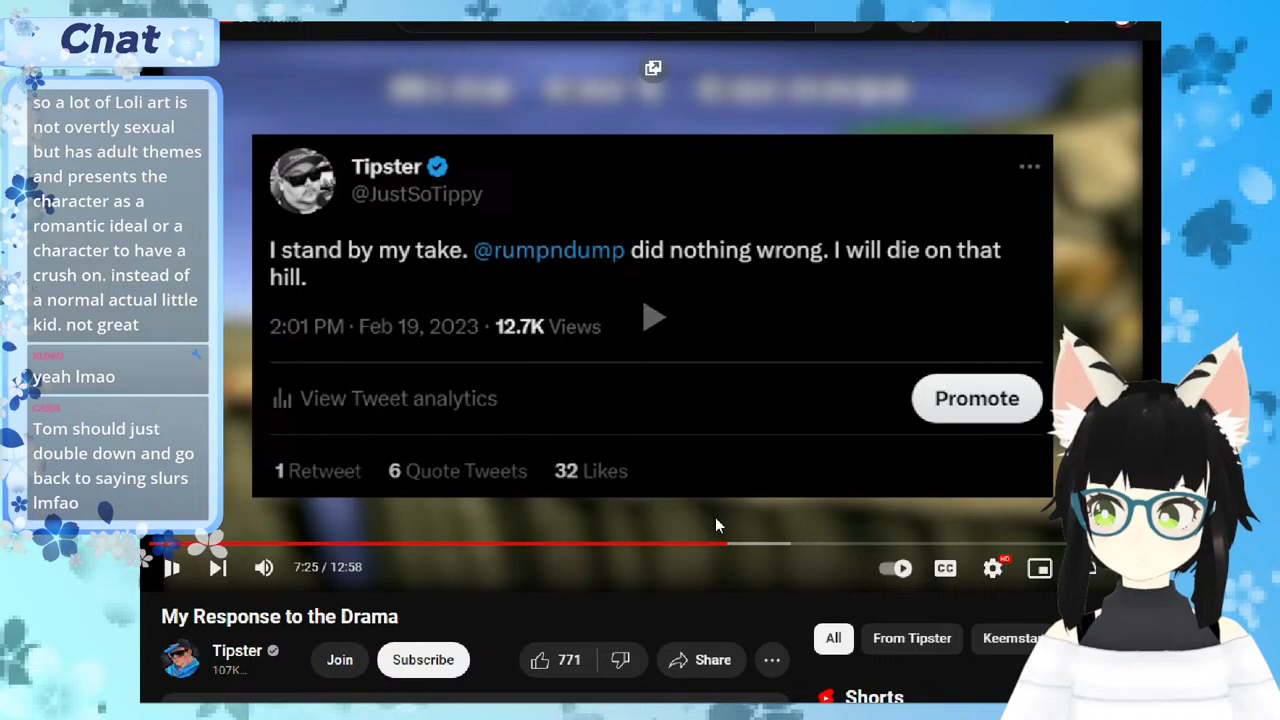 Chat
so a lot of Loli art is
not overtly sexual
but has adult themes
and presents the
character as a
romantic ideal or a
character to have a
crush on. instead of
a normal actual little
kid. not great
yeah lmao
Tom should just
double down and go
back to saying slurs
lmfao
Tipster
@JustSoTippy
I stand by my take. @rumpndump did nothing wrong. I will die on that
hill.
2:01 PM · Feb 19, 2023 · 12.7K Views
View Tweet analytics
Promote
1 Retweet 6 Quote Tweets 32 Likes
7:25 / 12:58
CC
HD
My Response to the Drama
Tipster
107K...
Join
Subscribe
771
Share
All
From Tipster
Keemsta
Shorts